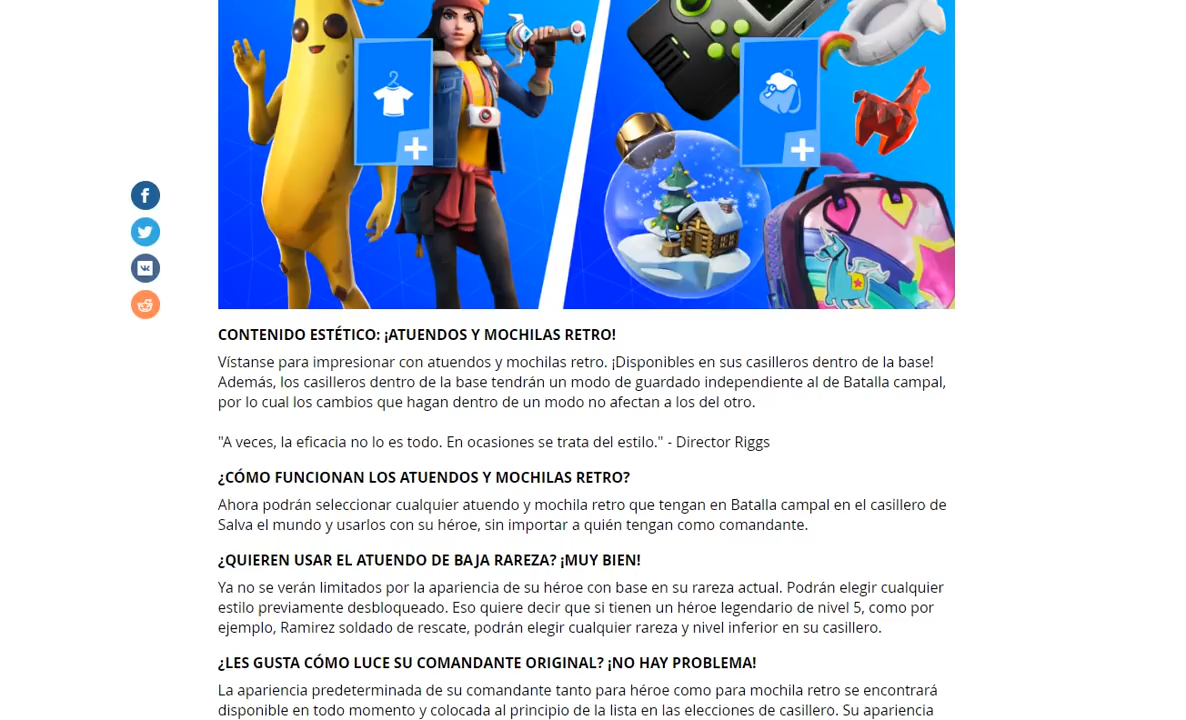 CONTENIDO ESTÉTICO: ¡ATUENDOS Y MOCHILAS RETRO!
Vístanse para impresionar con atuendos y mochilas retro. ¡Disponibles en sus casilleros dentro de la base!
Además, los casilleros dentro de la base tendrán un modo de guardado independiente al de Batalla campal,
por lo cual los cambios que hagan dentro de un modo no afectan a los del otro.
"A veces, la eficacia no lo es todo. En ocasiones se trata del estilo." - Director Riggs
¿CÓMO FUNCIONAN LOS ATUENDOS Y MOCHILAS RETRO?
Ahora podrán seleccionar cualquier atuendo y mochila retro que tengan en Batalla campal en el casillero de
Salva el mundo y usarlos con su héroe, sin importar a quién tengan como comandante.
¿QUIEREN USAR EL ATUENDO DE BAJA RAREZA? ¡MUY BIEN!
Ya no se verán limitados por la apariencia de su héroe con base en su rareza actual. Podrán elegir cualquier
estilo previamente desbloqueado. Eso quiere decir que si tienen un héroe legendario de nivel 5, como por
ejemplo, Ramirez soldado de rescate, podrán elegir cualquier rareza y nivel inferior en su casillero.
¿LES GUSTA CÓMO LUCE SU COMANDANTE ORIGINAL? ¡NO HAY PROBLEMA!
La apariencia predeterminada de su comandante tanto para héroe como para mochila retro se encontrará
disponible en todo momento y colocada al principio de la lista en las elecciones de casillero. Su apariencia